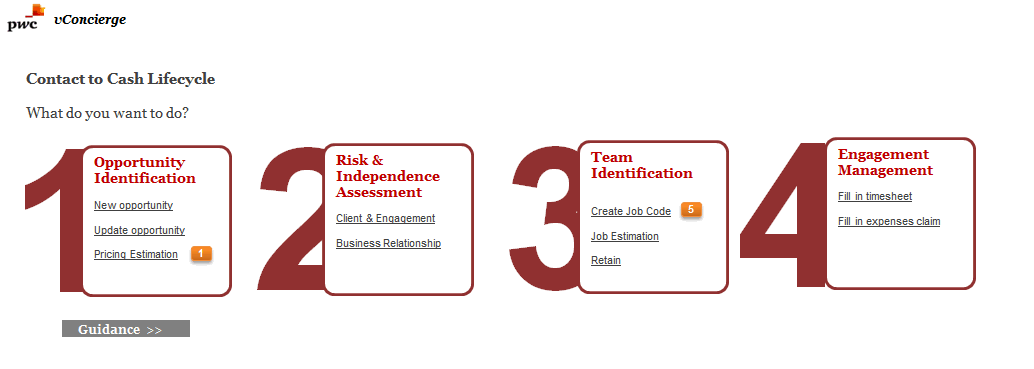 pwc vConcierge
Contact to Cash Lifecycle
What do you want to do?
1
Opportunity
Identification
New opportunity
Update opportunity
Pricing Estimation 1
2
Risk &
Independence
Assessment
Client & Engagement
Business Relationship
3
Team
Identification
Create Job Code 5
Job Estimation
Retain
4
Engagement
Management
Fill in timesheet
Fill in expenses claim
Guidance >>